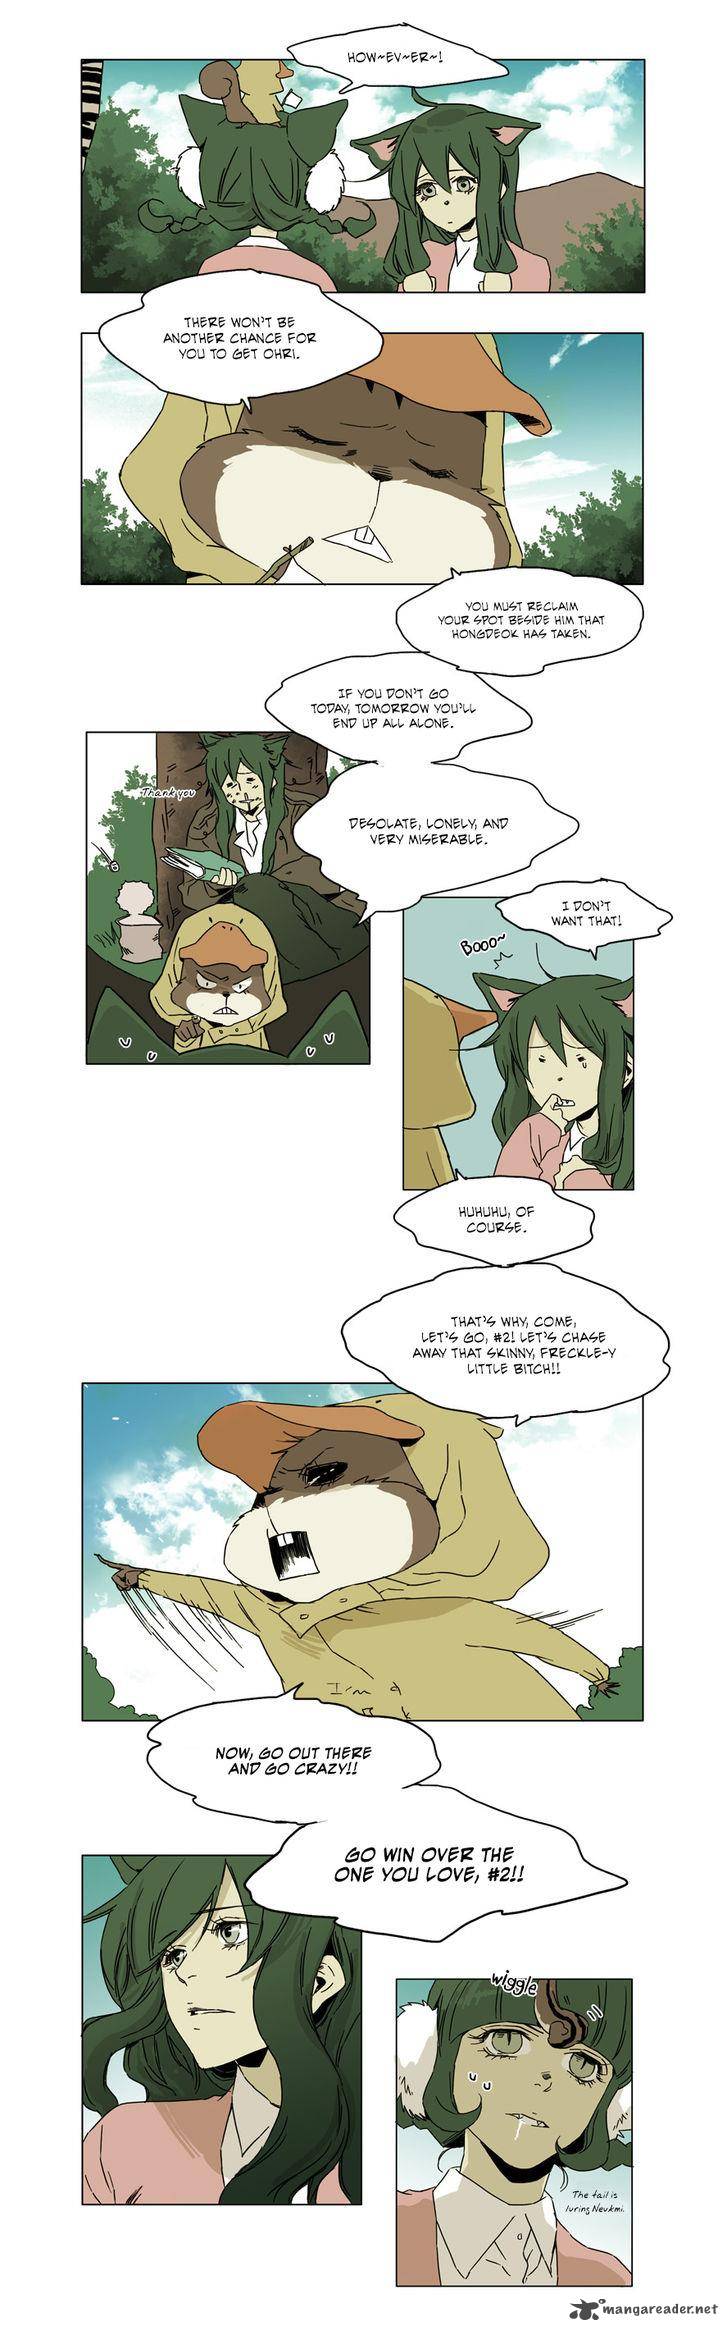 HOW~EV~ER~!
THERE WON'T BE
ANOTHER CHANCE FOR
YOU TO GET OHRI.
YOU MUST RECLAIM
YOUR SPOT BESIDE HIM THAT
HONGDEOK HAS TAKEN.
IF YOU DON'T GO
TODAY, TOMORROW YOU'LL
END UP ALL ALONE.
Thank you
DESOLATE, LONELY, AND
VERY MISERABLE.
I DON'T
WANT THAT!
Booo~
HUHUHU, OF
COURSE.
THAT'S WHY, COME,
LET'S GO, #2! LET'S CHASE
AWAY THAT SKINNY, FRECKLE-Y
LITTLE BITCH!!
I'm a
NOW, GO OUT THERE
AND GO CRAZY!!
GO WIN OVER THE
ONE YOU LOVE, #2!!
wiggle
The tail is
luring Neukmi.
mangareader.net